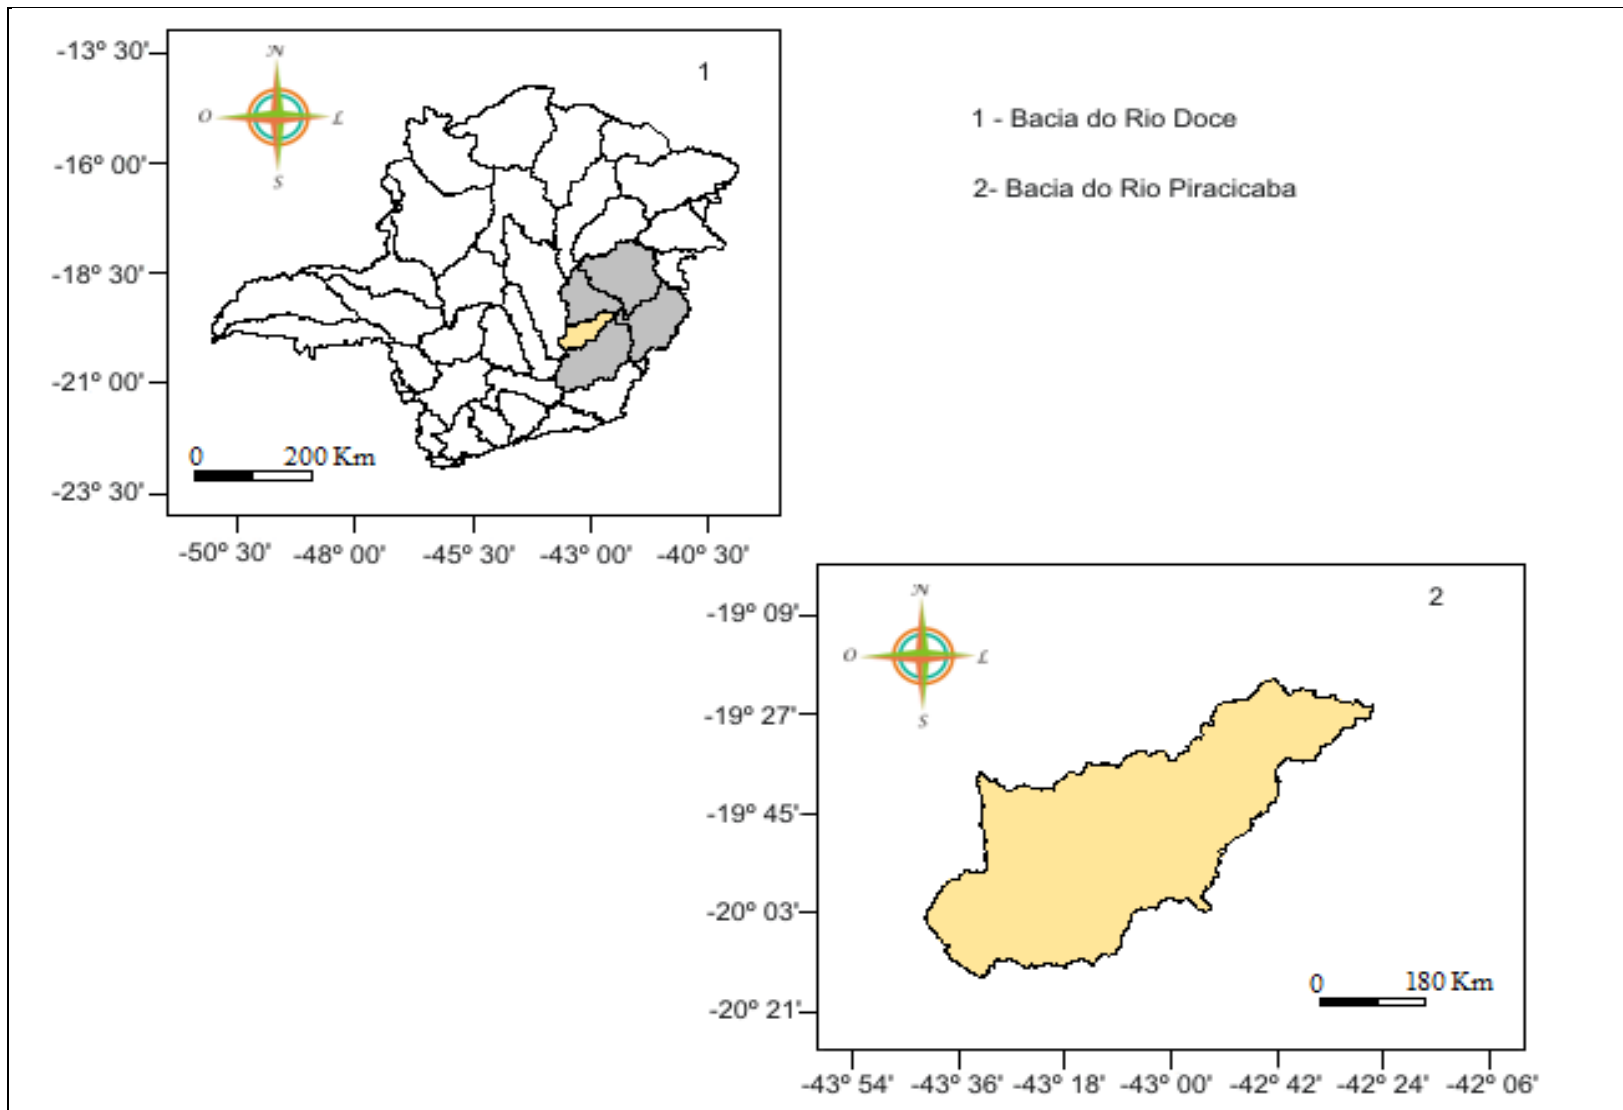 -13º 30'
-16º 00'
-18º 30'
-21º 00'
-23º 30'
N
O
L
S
1
0 200 Km
-50º 30' -48º 00' -45º 30' -43º 00' -40º 30'
1 - Bacia do Rio Doce
2- Bacia do Rio Piracicaba
-19º 09'
-19º 27'
-19º 45'
-20º 03'
-20º 21'
N
O
L
S
2
0 180 Km
-43º 54' -43º 36' -43º 18' -43º 00' -42º 42' -42º 24' -42º 06'